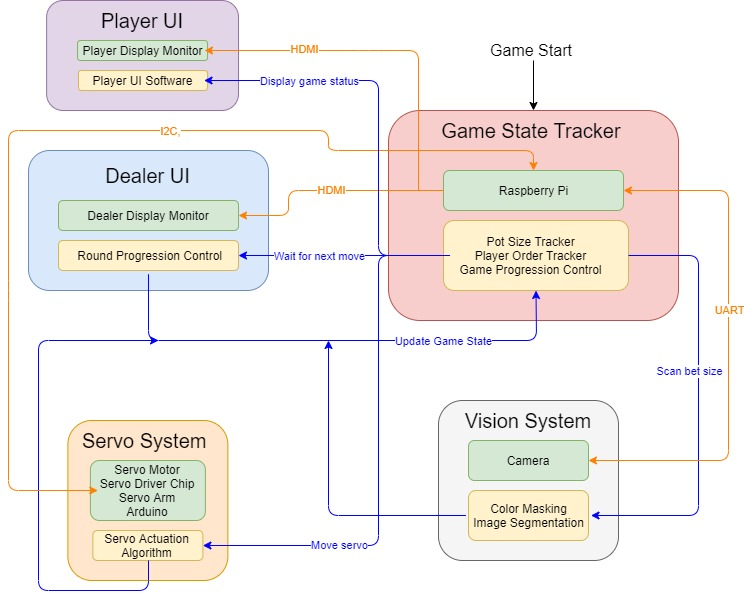 Player UI
Player Display Monitor
Player UI Software
HDMI
Display game status
Game Start
I2C,
Game State Tracker
Raspberry Pi
Pot Size Tracker
Player Order Tracker
Game Progression Control
Dealer UI
Dealer Display Monitor
Round Progression Control
HDMI
Wait for next move
UART
Update Game State
Scan bet size
Servo System
Servo Motor
Servo Driver Chip
Servo Arm
Arduino
Servo Actuation
Algorithm
Move servo
Vision System
Camera
Color Masking
Image Segmentation